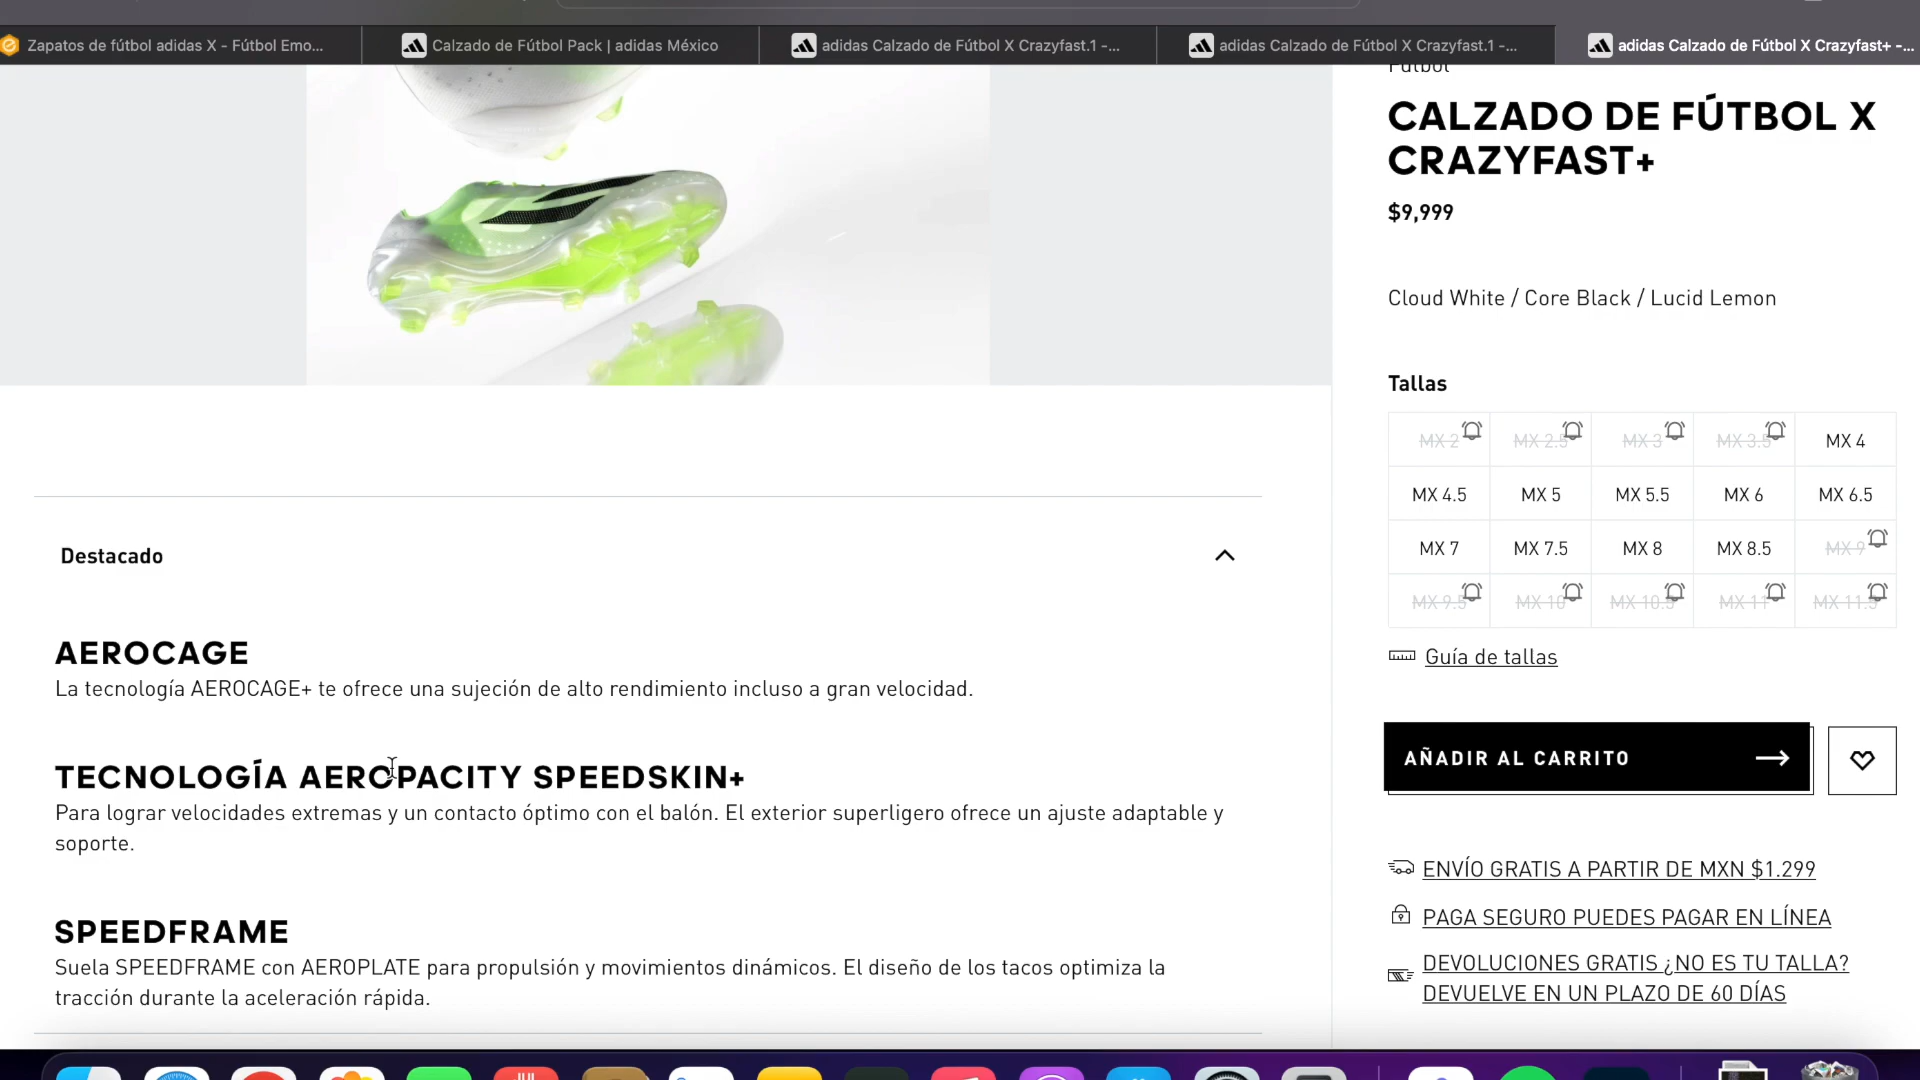 Zapatos de fútbol adidas X - Fútbol Emo...
Calzado de Fútbol Pack | adidas México
adidas Calzado de Fútbol X Crazyfast.1 -...
adidas Calzado de Fútbol X Crazyfast.1 -...
adidas Calzado de Fútbol X Crazyfast+ -...
Fútbol
CALZADO DE FÚTBOL X
CRAZYFAST+
$9,999
Cloud White / Core Black / Lucid Lemon
Tallas
MX 2 MX 2.5 MX 3 MX 3.5 MX 4
MX 4.5 MX 5 MX 5.5 MX 6 MX 6.5
MX 7 MX 7.5 MX 8 MX 8.5 MX 9
MX 9.5 MX 10 MX 10.5 MX 11 MX 11.5
Guía de tallas
AÑADIR AL CARRITO
ENVÍO GRATIS A PARTIR DE MXN $1.299
PAGA SEGURO PUEDES PAGAR EN LÍNEA
DEVOLUCIONES GRATIS ¿NO ES TU TALLA?
DEVUELVE EN UN PLAZO DE 60 DÍAS
Destacado
AEROCAGE
La tecnología AEROCAGE+ te ofrece una sujeción de alto rendimiento incluso a gran velocidad.
TECNOLOGÍA AEROPACITY SPEEDSKIN+
Para lograr velocidades extremas y un contacto óptimo con el balón. El exterior superligero ofrece un ajuste adaptable y
soporte.
SPEEDFRAME
Suela SPEEDFRAME con AEROPLATE para propulsión y movimientos dinámicos. El diseño de los tacos optimiza la
tracción durante la aceleración rápida.